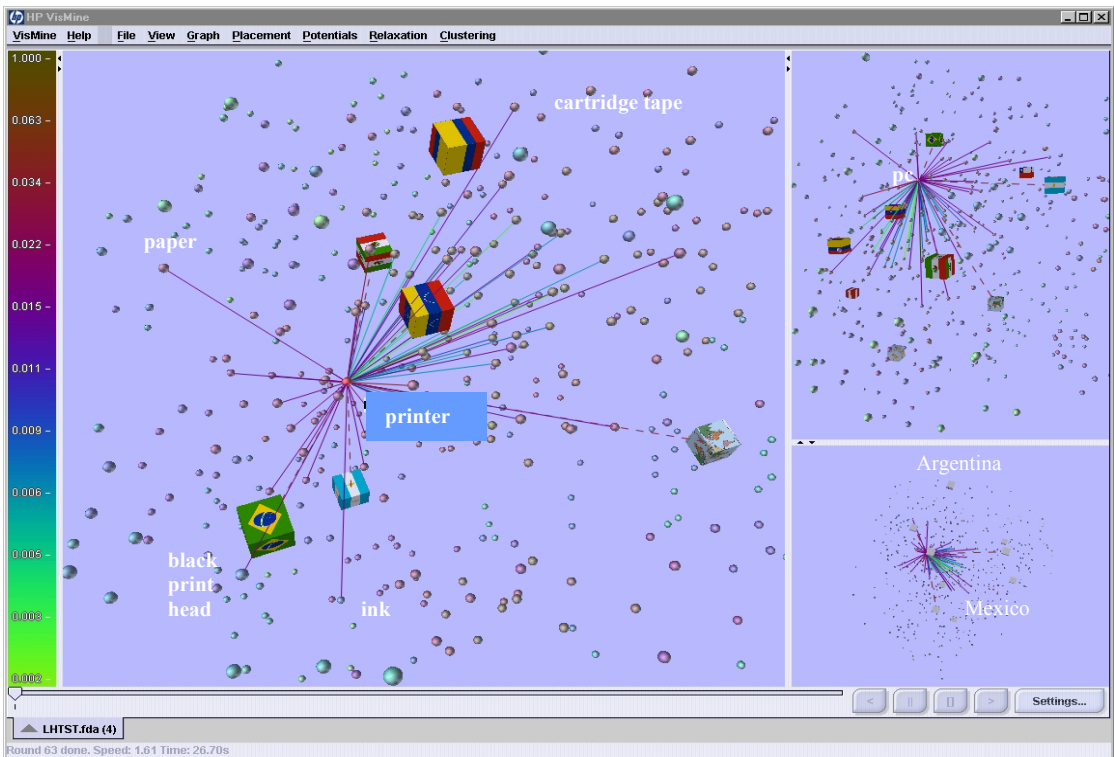 HP VisMine
VisMine Help File View Graph Placement Potentials Relaxation Clustering
1.000
0.063
0.034
0.022
0.015
0.011
0.009
0.006
0.005
0.003
0.002
cartridge tape
paper
printer
black
print
head
ink
pc
Argentina
Mexico
< || [] > Settings...
LHTST.fda (4)
Round 63 done. Speed: 1.61 Time: 26.70s